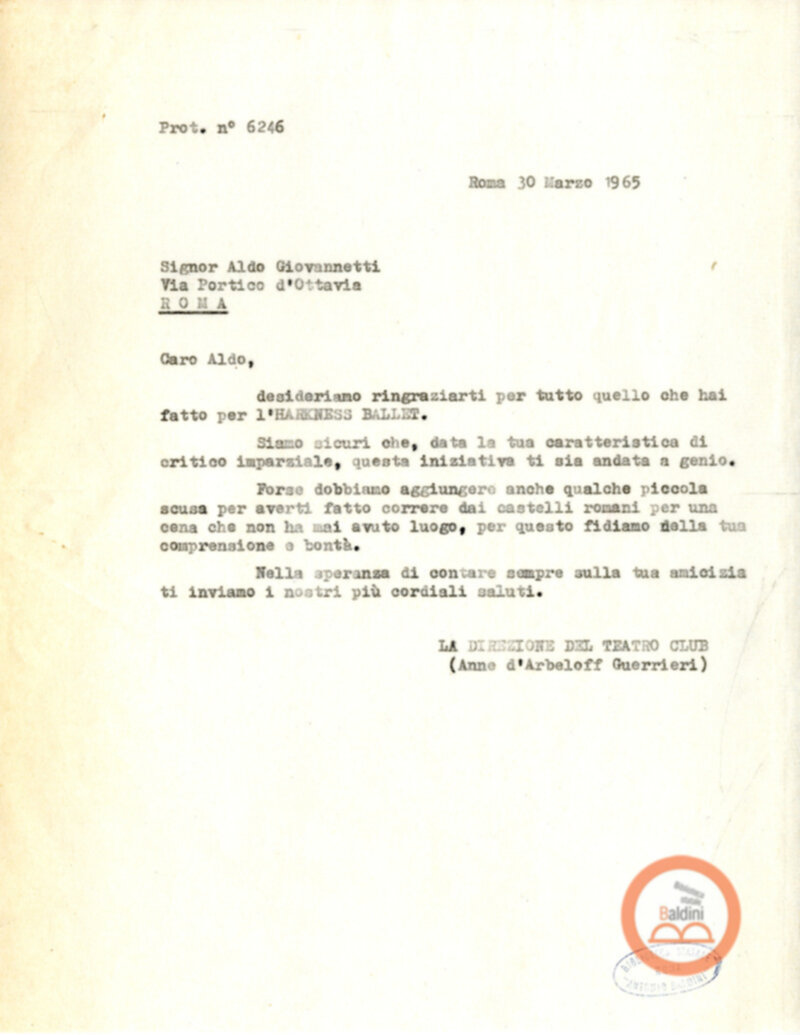 Prot. n° 6246
Roma 30 Marzo 1965
Signor Aldo Giovannetti
Via Portico d'Ottavia
R O M A
Caro Aldo,
desideriamo ringraziarti per tutto quello che hai
fatto per l'HARKNESS BALLET.
Siamo sicuri che, data la tua caratteristica di
critico imparziale, questa iniziativa ti sia andata a genio.
Forse dobbiamo aggiungere anche qualche piccola
scusa per averti fatto correre dai castelli romani per una
cena che non ha mai avuto luogo, per questo fidiamo della tua
comprensione e bontà.
Nella speranza di contare sempre sulla tua amicizia
ti inviamo i nostri più cordiali saluti.
LA DIREZIONE DEL TEATRO CLUB
(Anne d'Arbeloff Guerrieri)
Biblioteca
statale
Baldini